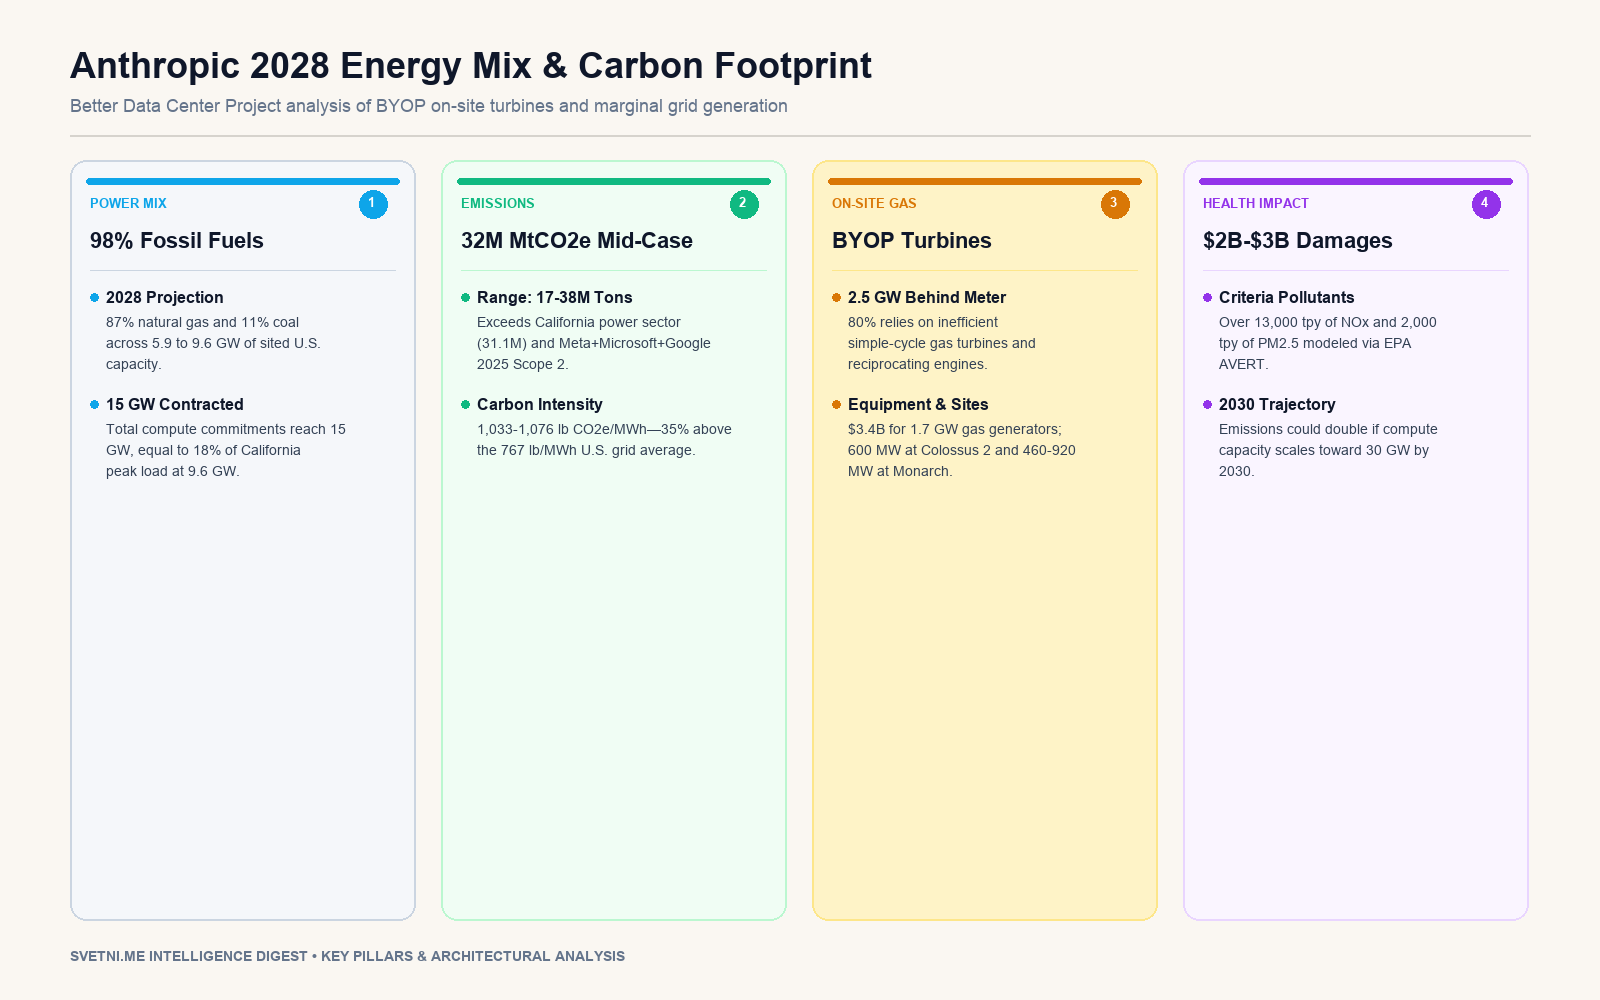 Anthropic 2028 Energy Mix & Carbon Footprint
Better Data Center Project analysis of BYOP on-site turbines and marginal grid generation
POWER MIX
1
98% Fossil Fuels
2028 Projection
87% natural gas and 11% coal
across 5.9 to 9.6 GW of sited U.S.
capacity.
15 GW Contracted
Total compute commitments reach 15
GW, equal to 18% of California
peak load at 9.6 GW.
EMISSIONS
2
32M MtCO2e Mid-Case
Range: 17-38M Tons
Exceeds California power sector
(31.1M) and Meta+Microsoft+Google
2025 Scope 2.
Carbon Intensity
1,033-1,076 lb CO2e/MWh—35% above
the 767 lb/MWh U.S. grid average.
ON-SITE GAS
3
BYOP Turbines
2.5 GW Behind Meter
80% relies on inefficient
simple-cycle gas turbines and
reciprocating engines.
Equipment & Sites
$3.4B for 1.7 GW gas generators;
600 MW at Colossus 2 and 460-920
MW at Monarch.
HEALTH IMPACT
4
$2B-$3B Damages
Criteria Pollutants
Over 13,000 tpy of NOx and 2,000
tpy of PM2.5 modeled via EPA
AVERT.
2030 Trajectory
Emissions could double if compute
capacity scales toward 30 GW by
2030.
SVETNI.ME INTELLIGENCE DIGEST • KEY PILLARS & ARCHITECTURAL ANALYSIS